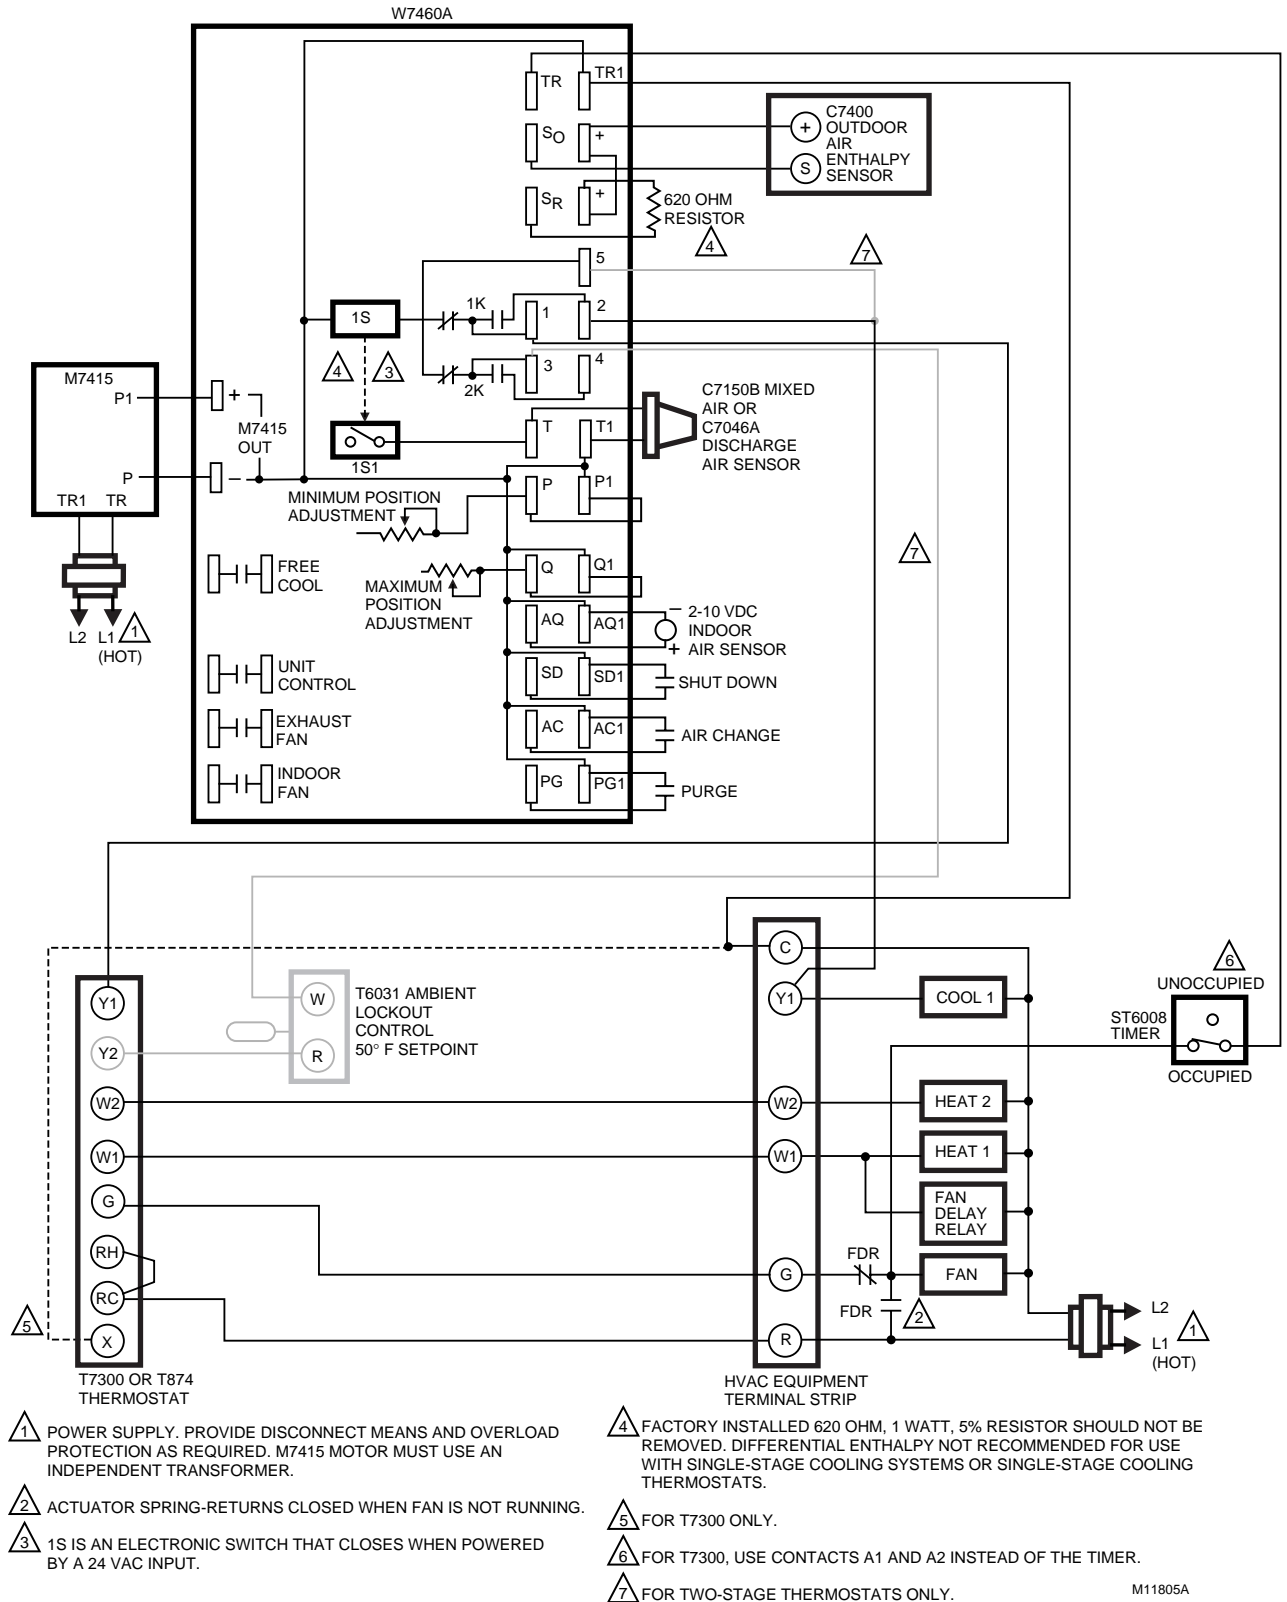 W7460A
TR
TR1
C7400
OUTDOOR
AIR
ENTHALPY
SENSOR
+
S
SO
+
SR
+
620 OHM
RESISTOR
4
7
5
1S
1K
1
2
4
3
3
4
2K
M7415
P1
P
TR1
TR
+
M7415
OUT
−
1S1
T
T1
C7150B MIXED
AIR OR
C7046A
DISCHARGE
AIR SENSOR
MINIMUM POSITION
ADJUSTMENT
P
P1
7
L2
L1
(HOT)
1
FREE
COOL
MAXIMUM
POSITION
ADJUSTMENT
Q
Q1
AQ
AQ1
− 2-10 VDC
INDOOR
+ AIR SENSOR
UNIT
CONTROL
SD
SD1
SHUT DOWN
EXHAUST
FAN
AC
AC1
AIR CHANGE
INDOOR
FAN
PG
PG1
PURGE
C
6
UNOCCUPIED
Y1
W
T6031 AMBIENT
LOCKOUT
CONTROL
50° F SETPOINT
R
Y1
COOL 1
ST6008
TIMER
OCCUPIED
Y2
W2
W2
HEAT 2
W1
W1
HEAT 1
G
FAN
DELAY
RELAY
RH
FDR
G
FAN
RC
FDR
2
L2
1
5
X
R
L1
(HOT)
T7300 OR T874
THERMOSTAT
HVAC EQUIPMENT
TERMINAL STRIP
1 POWER SUPPLY. PROVIDE DISCONNECT MEANS AND OVERLOAD
PROTECTION AS REQUIRED. M7415 MOTOR MUST USE AN
INDEPENDENT TRANSFORMER.
2 ACTUATOR SPRING-RETURNS CLOSED WHEN FAN IS NOT RUNNING.
3 1S IS AN ELECTRONIC SWITCH THAT CLOSES WHEN POWERED
BY A 24 VAC INPUT.
4 FACTORY INSTALLED 620 OHM, 1 WATT, 5% RESISTOR SHOULD NOT BE
REMOVED. DIFFERENTIAL ENTHALPY NOT RECOMMENDED FOR USE
WITH SINGLE-STAGE COOLING SYSTEMS OR SINGLE-STAGE COOLING
THERMOSTATS.
5 FOR T7300 ONLY.
6 FOR T7300, USE CONTACTS A1 AND A2 INSTEAD OF THE TIMER.
7 FOR TWO-STAGE THERMOSTATS ONLY.
M11805A